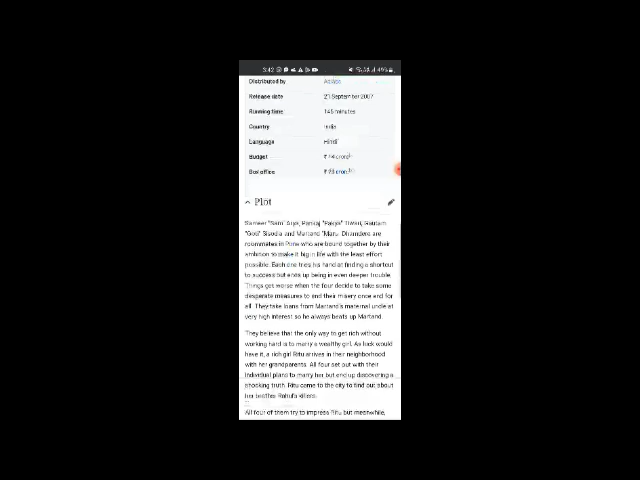 3:42
49%
Distributed by
Release date 21 September 2007
Running time 145 minutes
Country India
Language Hindi
Budget
Box office
Plot
Sameer "Sam" Arya, Pankaj "Pakya" Tiwari, Gautam
"Goti" Sisodia and Martand "Maru" Dhamdere are
roommates in Pune who are bound together by their
ambition to make it big in life with the least effort
possible. Each one tries his hand at finding a shortcut
to success but ends up being in even deeper trouble.
Things get worse when the four decide to take some
desperate measures to end their misery once and for
all. They take loans from Martand's maternal uncle at
very high interest so he always beats up Martand.
They believe that the only way to get rich without
working hard is to marry a wealthy girl. As luck would
have it, a rich girl Ritu arrives in their neighborhood
with her grandparents. All four set out with their
individual plans to marry her but end up discovering a
shocking truth. Ritu came to the city to find out about
her brother Rahul's killers.
All four of them try to impress Ritu but meanwhile,